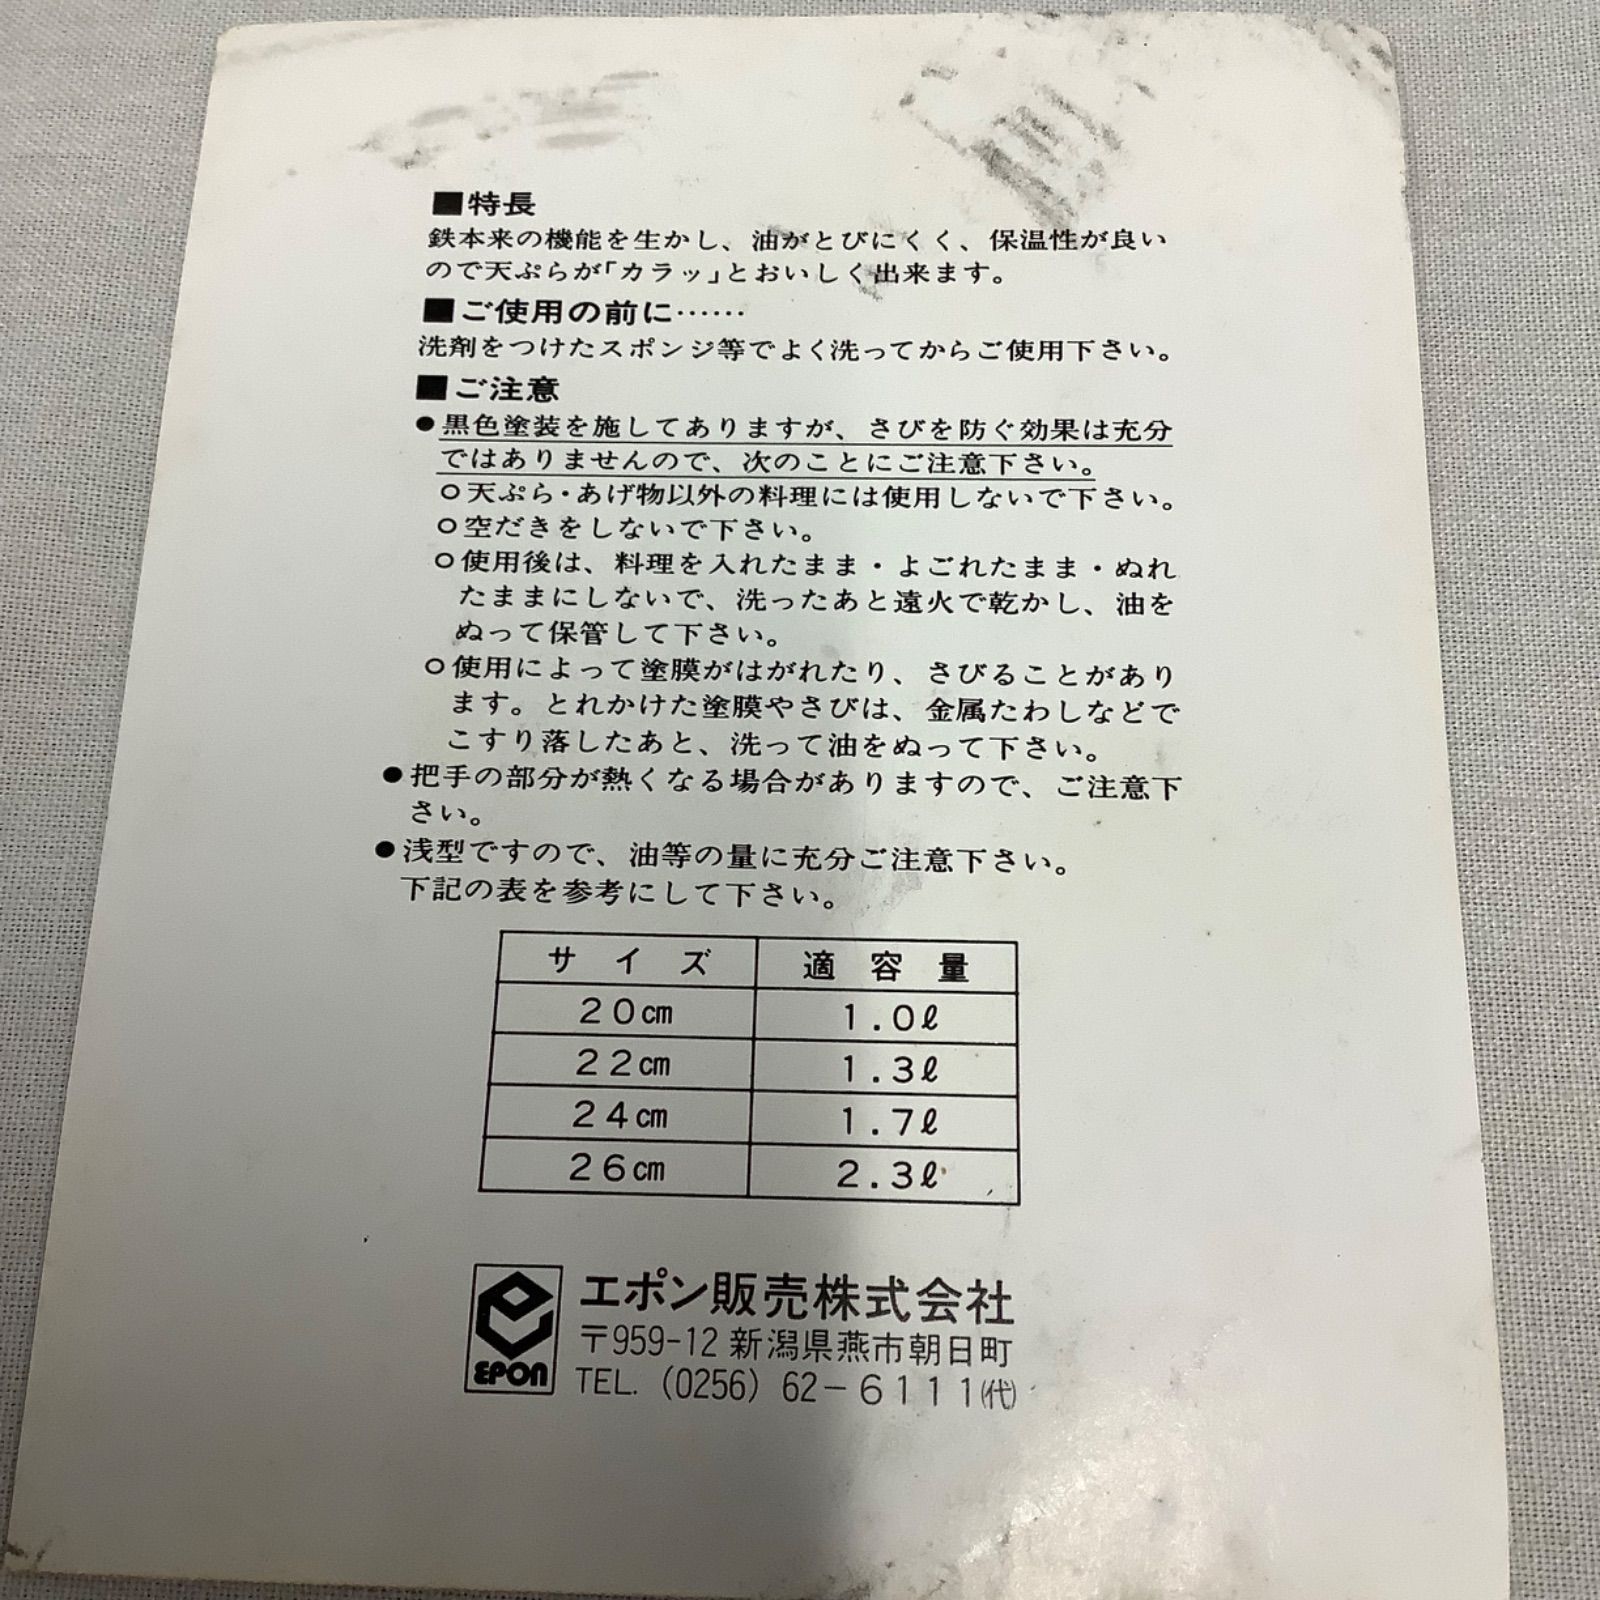 ■特長
鉄本来の機能を生かし、油がとびにくく、保温性が良い
ので天ぷらが「カラッ」とおいしく出来ます。
■ご使用の前に……
洗剤をつけたスポンジ等でよく洗ってからご使用下さい。
■ご注意
●黒色塗装を施してありますが、さびを防ぐ効果は充分
ではありませんので、次のことにご注意下さい。
○天ぷら・あげ物以外の料理には使用しないで下さい。
○空だきをしないで下さい。
○使用後は、料理を入れたまま・よごれたまま・ぬれ
たままにしないで、洗ったあと遠火で乾かし、油を
ぬって保管して下さい。
○使用によって塗膜がはがれたり、さびることがあり
ます。とれかけた塗膜やさびは、金属たわしなどで
こすり落したあと、洗って油をぬって下さい。
●把手の部分が熱くなる場合がありますので、ご注意下
さい。
●浅型ですので、油等の量に充分ご注意下さい。
下記の表を参考にして下さい。
サイズ 適容量
20cm 1.0ℓ
22cm 1.3ℓ
24cm 1.7ℓ
26cm 2.3ℓ
エポン販売株式会社
〒959-12 新潟県燕市朝日町
EPON TEL. (0256) 62-6111㈹